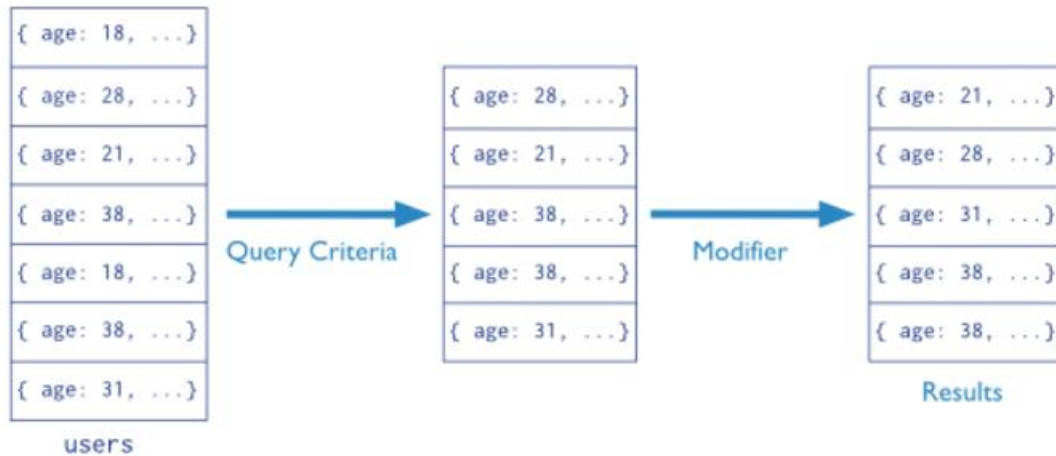 { age: 18, ...}
{ age: 28, ...}
{ age: 21, ...}
{ age: 38, ...}
{ age: 18, ...}
{ age: 38, ...}
{ age: 31, ...}
users
Query Criteria
{ age: 28, ...}
{ age: 21, ...}
{ age: 38, ...}
{ age: 38, ...}
{ age: 31, ...}
Modifier
{ age: 21, ...}
{ age: 28, ...}
{ age: 31, ...}
{ age: 38, ...}
{ age: 38, ...}
Results